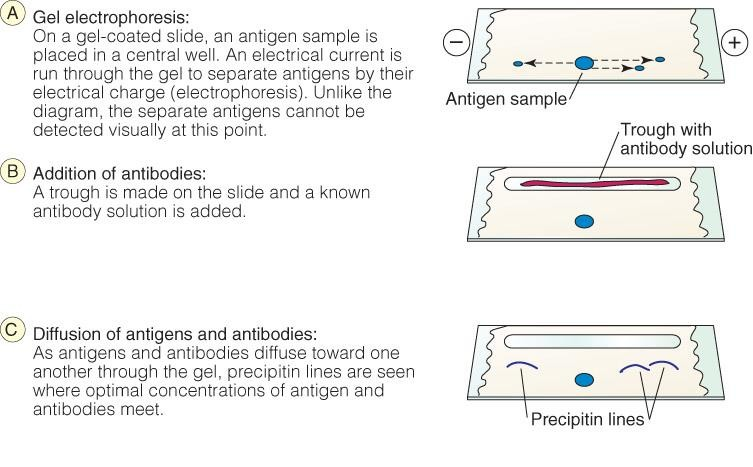 A
Gel electrophoresis:
On a gel-coated slide, an antigen sample is
placed in a central well. An electrical current is
run through the gel to separate antigens by their
electrical charge (electrophoresis). Unlike the
diagram, the separate antigens cannot be
detected visually at this point.
−
+
Antigen sample
B
Addition of antibodies:
A trough is made on the slide and a known
antibody solution is added.
Trough with
antibody solution
C
Diffusion of antigens and antibodies:
As antigens and antibodies diffuse toward one
another through the gel, precipitin lines are seen
where optimal concentrations of antigen and
antibodies meet.
Precipitin lines